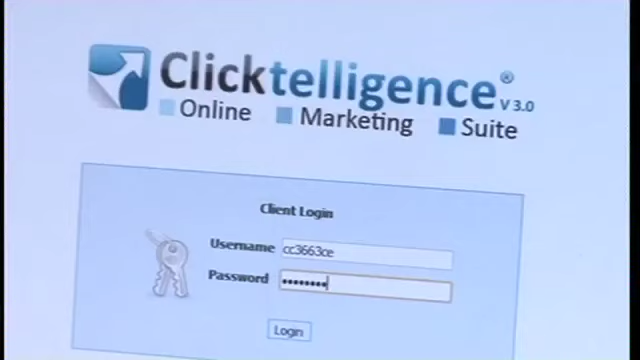 Clicktelligence® V 3.0
Online Marketing Suite
Client Login
Username cc3663ce
Password ••••••••
Login